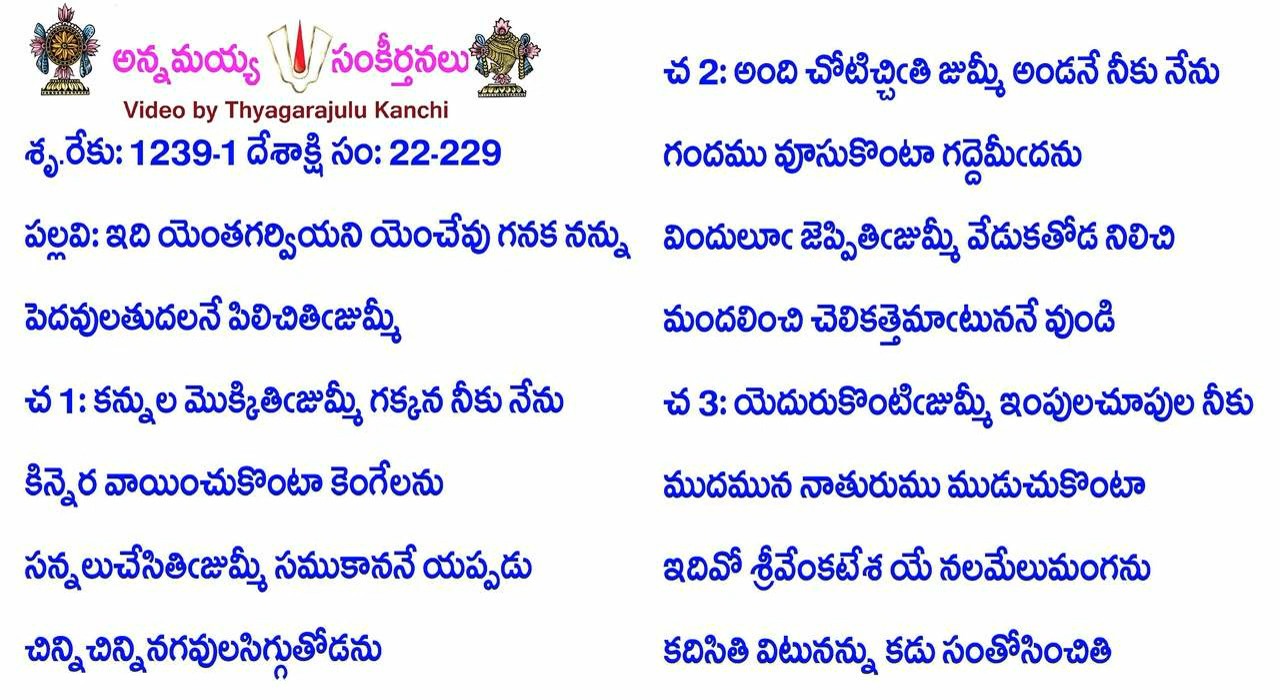 అన్నమయ్య సంకీర్తనలు
Video by Thyagarajulu Kanchi
శృ.రేకు: 1239-1 దేశాక్షి సం: 22-229
పల్లవి: ఇది యెంతగర్వియని యెంచేవు గనక నన్ను
పెదవులతుదలనే పిలిచితిఁజుమ్మీ
చ 1: కన్నుల మొక్కితిఁజుమ్మీ గక్కన నీకు నేను
కిన్నెర వాయించుకొంటా కెంగేలను
సన్నలుచేసితిఁజుమ్మీ సముకాననే యప్పడు
చిన్నిచిన్నినగవులసిగ్గుతోడను
చ 2: అంది చోటిచ్చిఁతి జుమ్మీ అండనే నీకు నేను
గందము వూసుకొంటా గద్దెమీఁదను
విందులూఁ జెప్పితిఁజుమ్మీ వేడుకతోడ నిలిచి
మందలించి చెలికత్తెమాఁటుననే వుండి
చ 3: యెదురుకొంటిఁజుమ్మీ ఇంపులచూపుల నీకు
ముదమున నాతురుము ముడుచుకొంటా
ఇదివో శ్రీవేంకటేశ యే నలమేలుమంగను
కదిసితి విటునన్ను కడు సంతోసించితి